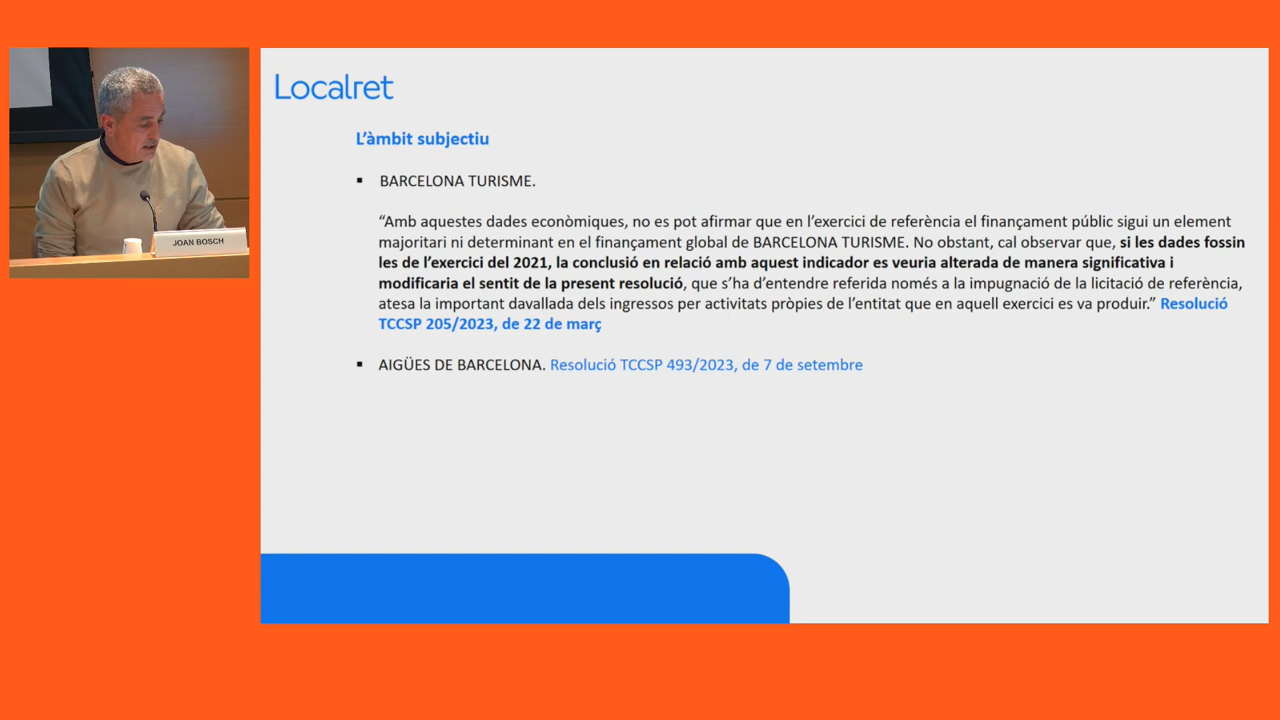 Localret
L'àmbit subjectiu
▪ BARCELONA TURISME.
“Amb aquestes dades econòmiques, no es pot afirmar que en l'exercici de referència el finançament públic sigui un element
majoritari ni determinant en el finançament global de BARCELONA TURISME. No obstant, cal observar que, si les dades fossin
les de l'exercici del 2021, la conclusió en relació amb aquest indicador es veuria alterada de manera significativa i
modificaria el sentit de la present resolució, que s'ha d'entendre referida només a la impugnació de la licitació de referència,
atesa la important davallada dels ingressos per activitats pròpies de l'entitat que en aquell exercici es va produir.” Resolució
TCCSP 205/2023, de 22 de març
▪ AIGÜES DE BARCELONA. Resolució TCCSP 493/2023, de 7 de setembre
JOAN BOSCH